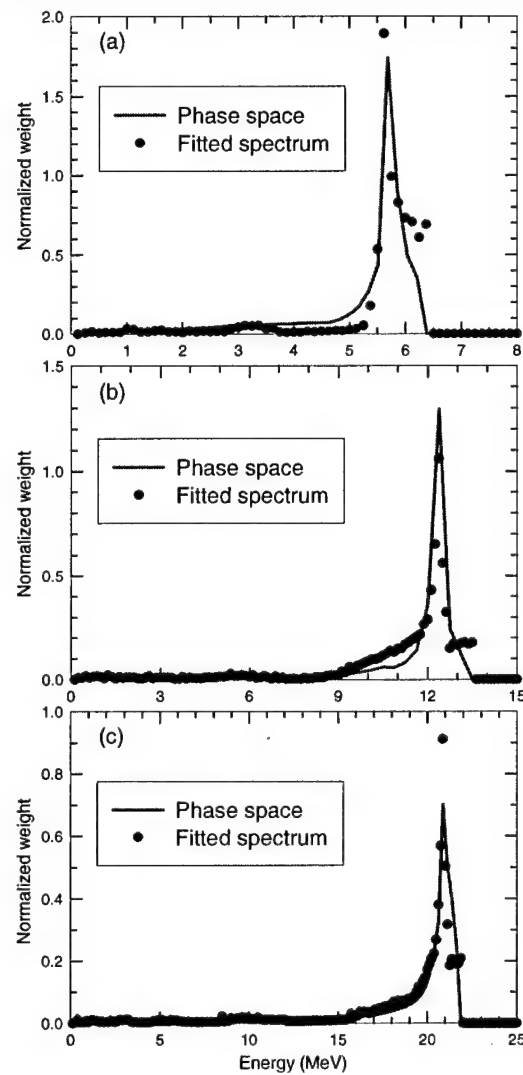 (a)
Normalized weight
2.0
1.5
1.0
0.5
0.0
Phase space
Fitted spectrum
0 1 2 3 4 5 6 7 8
(b)
Normalized weight
1.5
1.0
0.5
0.0
Phase space
Fitted spectrum
0 3 6 9 12 15
(c)
Normalized weight
1.0
0.8
0.6
0.4
0.2
0.0
Phase space
Fitted spectrum
0 5 10 15 20 25
Energy (MeV)